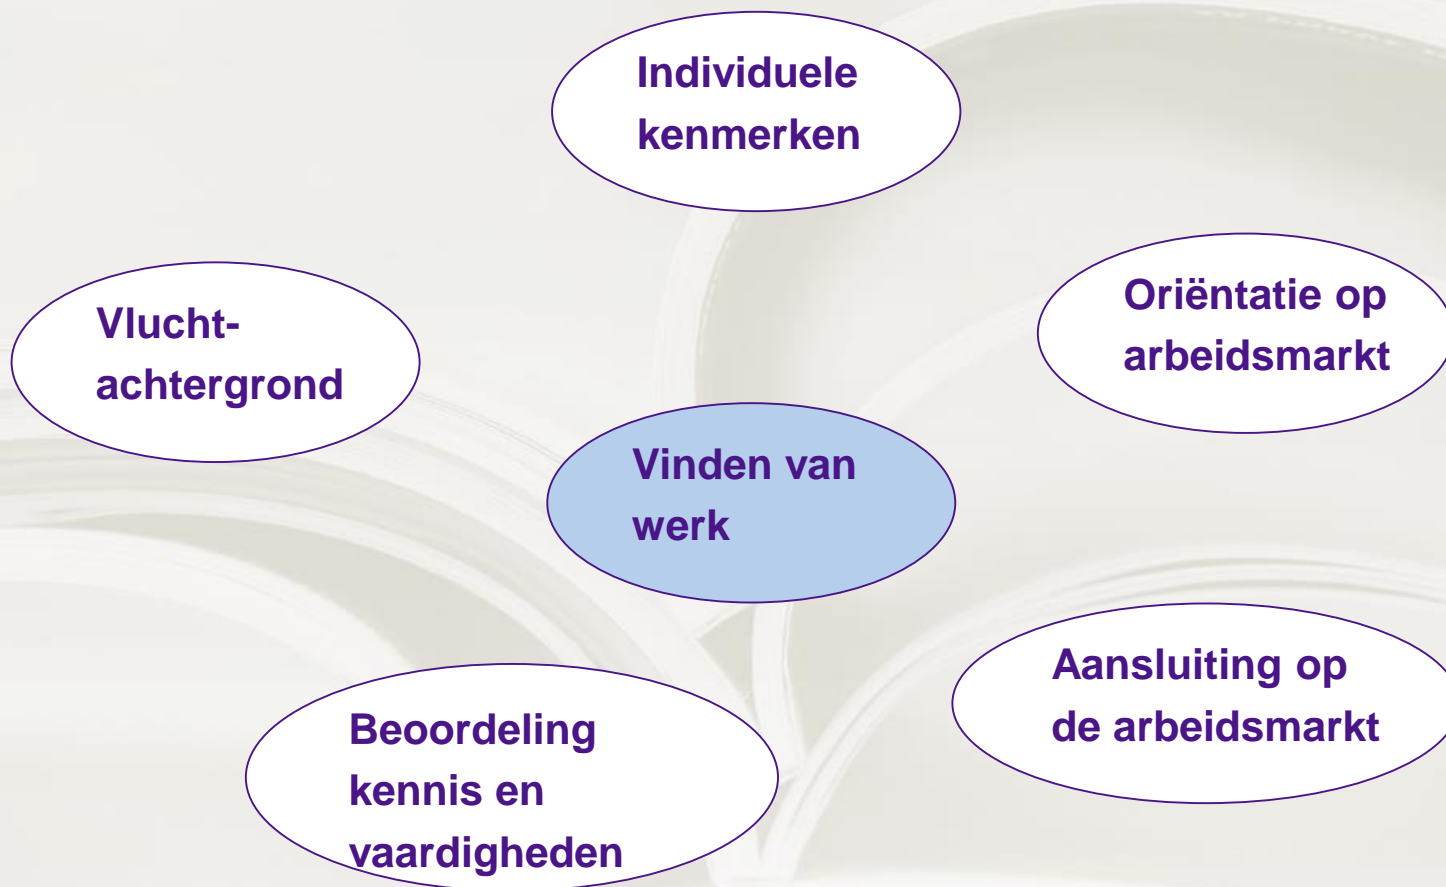 Individuele
kenmerken
Oriëntatie op
arbeidsmarkt
Vlucht-
achtergrond
Vinden van
werk
Aansluiting op
de arbeidsmarkt
Beoordeling
kennis en
vaardigheden